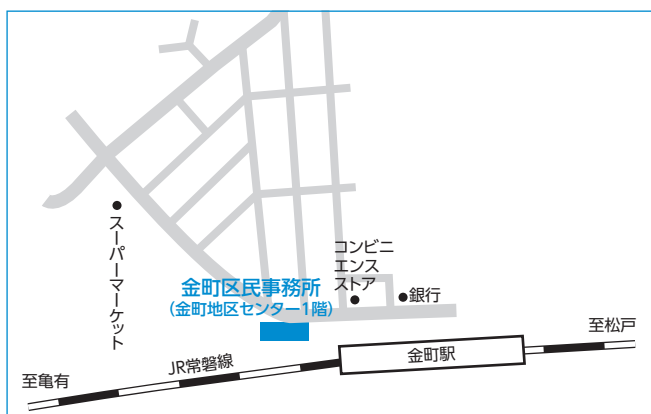 スーパーマーケット
コンビニ
エンス
ストア
銀行
金町区民事務所
(金町地区センター1階)
至松戸
金町駅
JR常磐線
至亀有